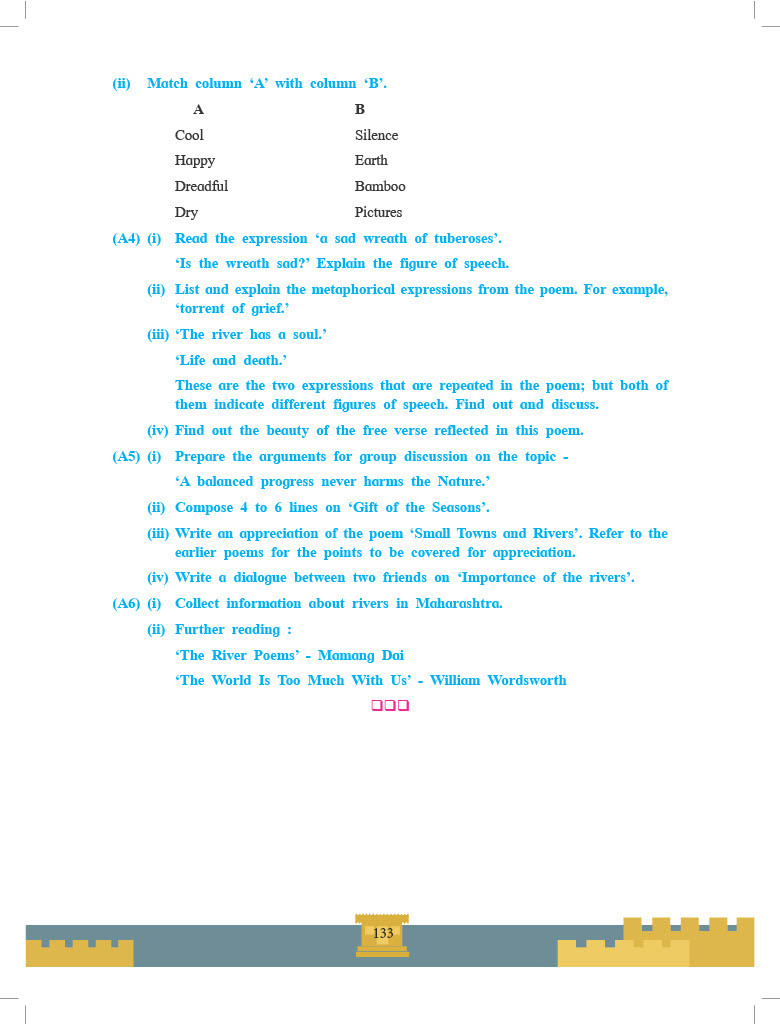 (ii) Match column ‘A’ with column ‘B’.
A B
Cool Silence
Happy Earth
Dreadful Bamboo
Dry Pictures
(A4) (i) Read the expression ‘a sad wreath of tuberoses’.
‘Is the wreath sad?’ Explain the figure of speech.
(ii) List and explain the metaphorical expressions from the poem. For example,
‘torrent of grief.’
(iii) ‘The river has a soul.’
‘Life and death.’
These are the two expressions that are repeated in the poem; but both of
them indicate different figures of speech. Find out and discuss.
(iv) Find out the beauty of the free verse reflected in this poem.
(A5) (i) Prepare the arguments for group discussion on the topic -
‘A balanced progress never harms the Nature.’
(ii) Compose 4 to 6 lines on ‘Gift of the Seasons’.
(iii) Write an appreciation of the poem ‘Small Towns and Rivers’. Refer to the
earlier poems for the points to be covered for appreciation.
(iv) Write a dialogue between two friends on ‘Importance of the rivers’.
(A6) (i) Collect information about rivers in Maharashtra.
(ii) Further reading :
‘The River Poems’ - Mamang Dai
‘The World Is Too Much With Us’ - William Wordsworth
133